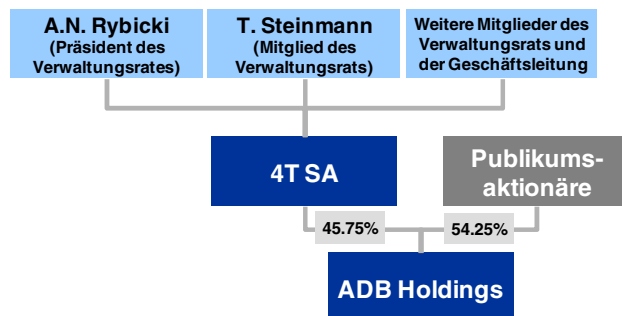 A.N. Rybicki
(Präsident des
Verwaltungsrates)
T. Steinmann
(Mitglied des
Verwaltungsrats)
Weitere Mitglieder des
Verwaltungsrats und
der Geschäftsleitung
4T SA
Publikums-
aktionäre
45.75%
54.25%
ADB Holdings